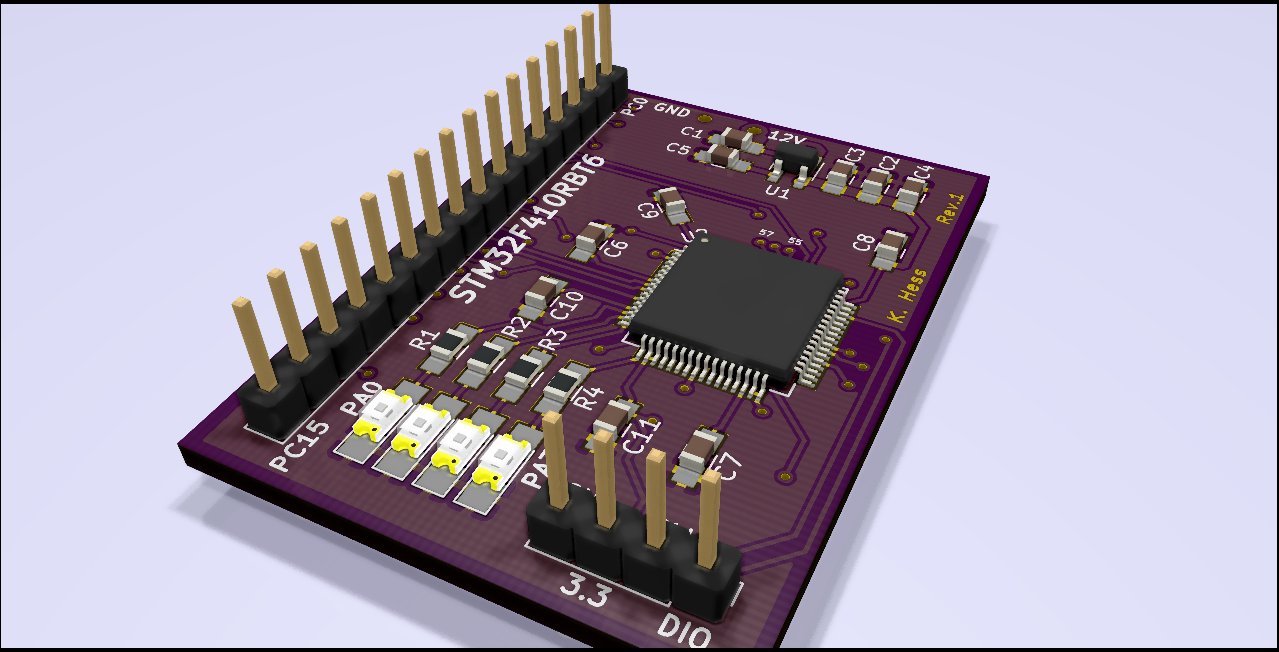 PC0
GND
C1
12V
C5
C3
C2
C4
U1
Rev.1
C9
STM32F410RBT6
C6
57
55
C8
K. Hess
C10
R1
R2
R3
R4
PA0
C11
C7
PC15
3.3
DIO